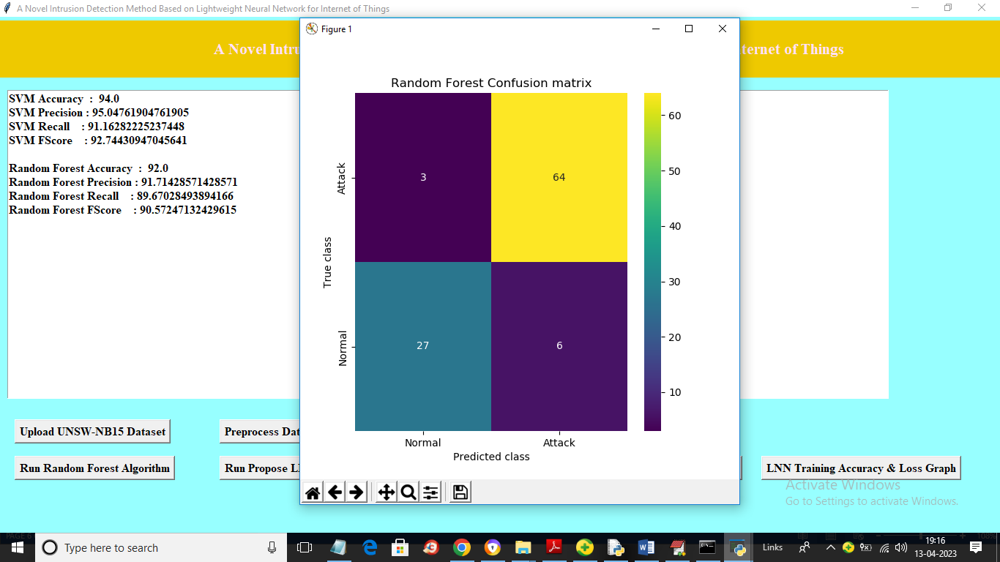 A Novel Intrusion Detection Method Based on Lightweight Neural Network for Internet of Things
A Novel Intru
ternet of Things
SVM Accuracy : 94.0
SVM Precision : 95.04761904761905
SVM Recall : 91.16282225237448
SVM FScore : 92.74430947045641
Random Forest Accuracy : 92.0
Random Forest Precision : 91.71428571428571
Random Forest Recall : 89.67028493894166
Random Forest FScore : 90.57247132429615
Figure 1
Random Forest Confusion matrix
True class
Attack
3
64
Normal
27
6
Normal
Attack
Predicted class
60
50
40
30
20
10
Upload UNSW-NB15 Dataset
Preprocess Dat
Run Random Forest Algorithm
Run Propose L
LNN Training Accuracy & Loss Graph
Activate Windows
Go to Settings to activate Windows.
100%
Type here to search
Links
19:16
13-04-2023